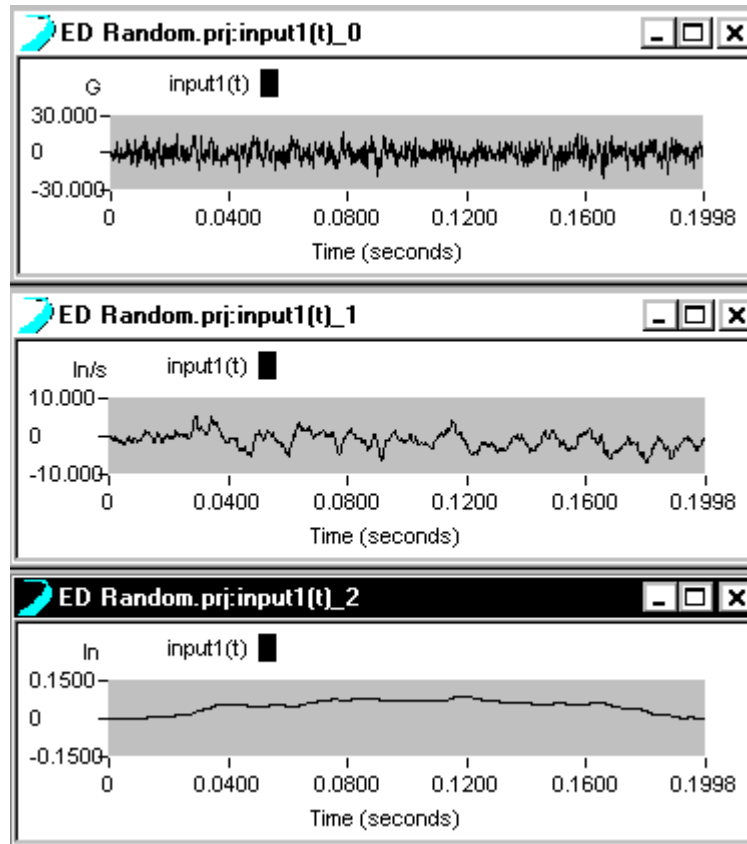 ED Random.prj:input1(t)_0
G input1(t)
30.000
0
-30.000
0 0.0400 0.0800 0.1200 0.1600 0.1998
Time (seconds)
ED Random.prj:input1(t)_1
In/s input1(t)
10.000
0
-10.000
0 0.0400 0.0800 0.1200 0.1600 0.1998
Time (seconds)
ED Random.prj:input1(t)_2
In input1(t)
0.1500
0
-0.1500
0 0.0400 0.0800 0.1200 0.1600 0.1998
Time (seconds)